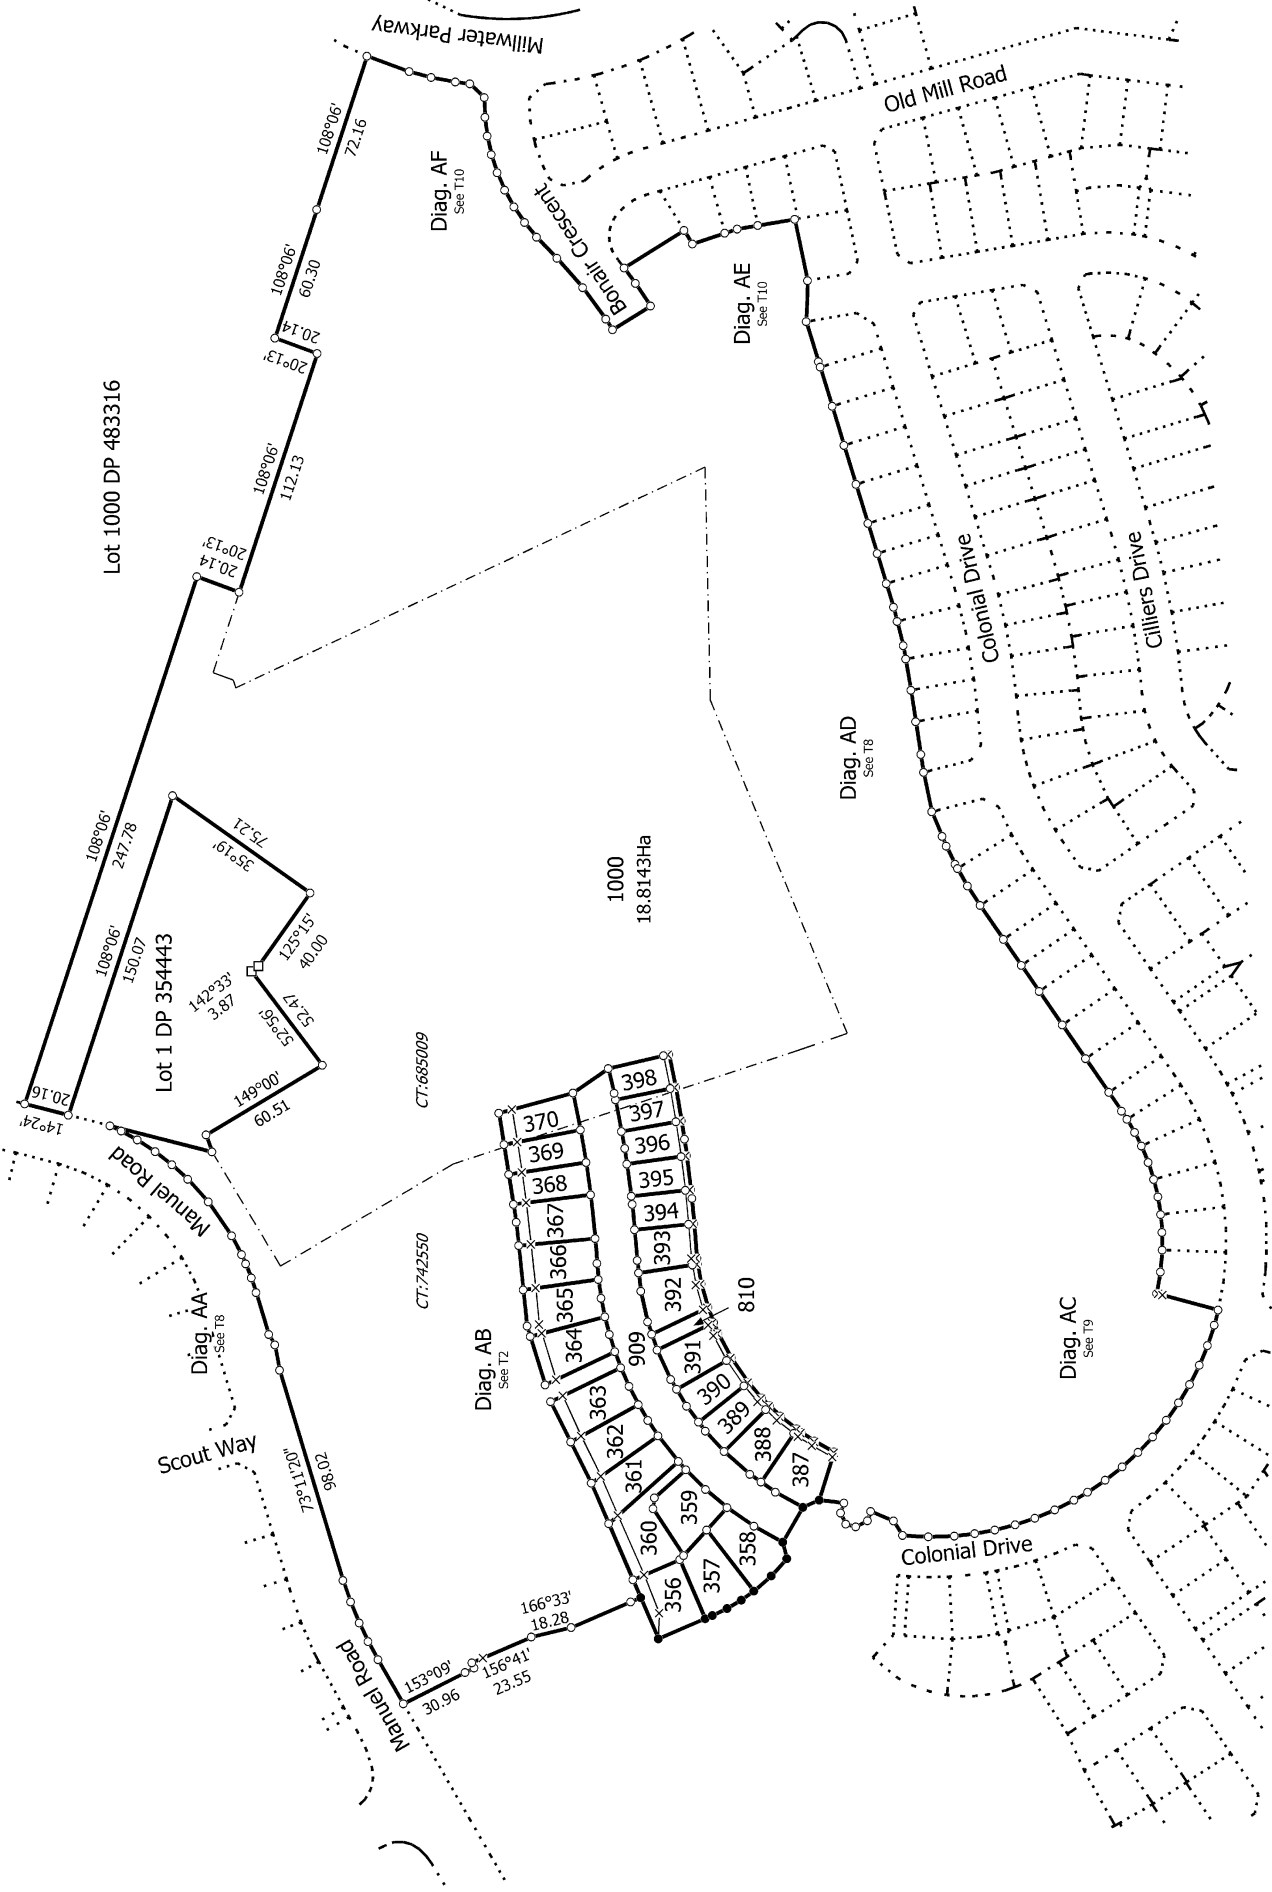 Millwater Parkway
Old Mill Road
Bonair Crescent
Diag. AF
See T10
108°06'
72.16
108°06'
60.30
20.14
20°13'
108°06'
112.13
Lot 1000 DP 483316
20°13'
20.14
Diag. AE
See T10
Colonial Drive
Cilliers Drive
Diag. AD
See T8
108°06'
247.78
108°06'
150.07
35°19'
75.21
125°15'
40.00
142°33'
3.87
Lot 1 DP 354443
52°56'
52.47
149°00'
60.51
20.16
14°24'
1000
18.8143Ha
CT:685009
CT:742550
Manuel Road
Diag. AA
See T8
Scout Way
73°11'20"
98.02
Manuel Road
153°09'
30.96
156°41'
23.55
166°33'
18.28
Diag. AB
See T2
370
369
368
367
366
365
364
363
362
361
360
359
358
357
356
398
397
396
395
394
393
392
391
390
389
388
387
909
810
Diag. AC
See T9
Colonial Drive